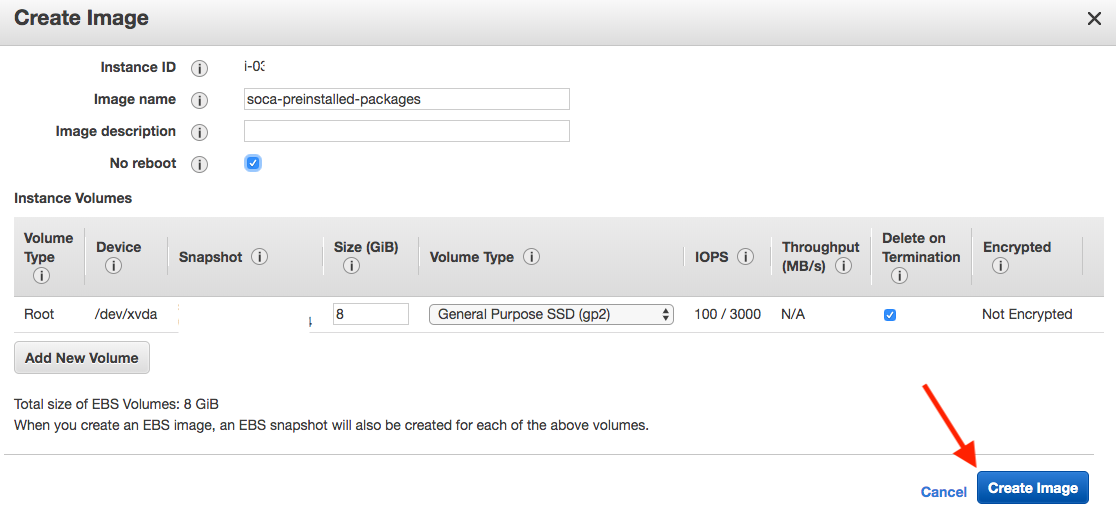 Create Image
Instance ID i-03
Image name soca-preinstalled-packages
Image description
No reboot
Instance Volumes
Volume Type Device Snapshot Size (GiB) Volume Type IOPS Throughput (MB/s) Delete on Termination Encrypted
Root /dev/xvda 8 General Purpose SSD (gp2) 100 / 3000 N/A Not Encrypted
Add New Volume
Total size of EBS Volumes: 8 GiB
When you create an EBS image, an EBS snapshot will also be created for each of the above volumes.
Cancel Create Image